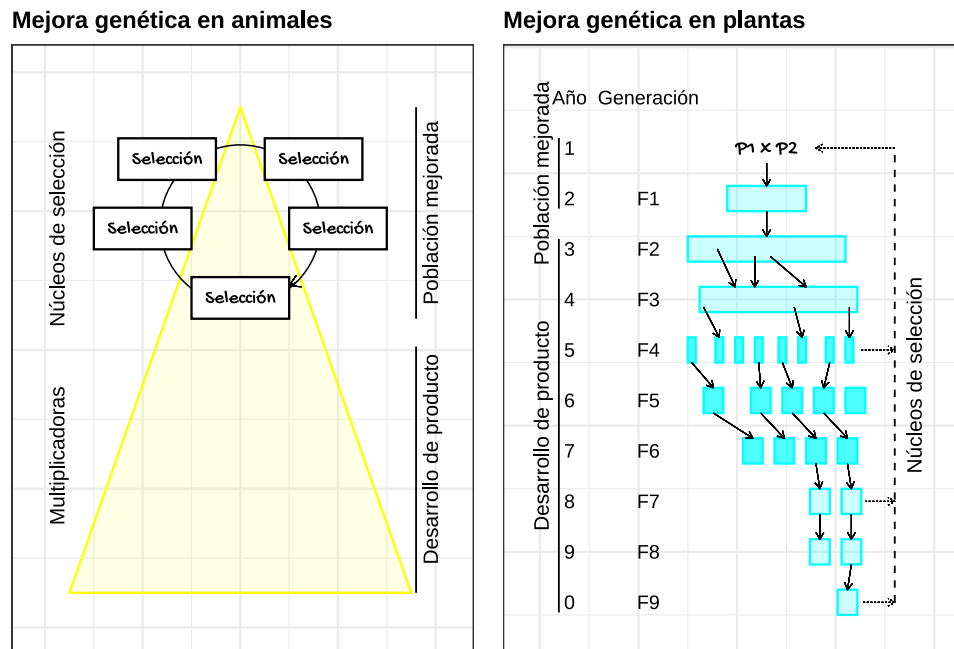 Mejora genética en animales
Núcleos de selección
Multiplicadoras
Selección
Selección
Selección
Selección
Selección
Población mejorada
Desarrollo de producto
Mejora genética en plantas
Población mejorada
Desarrollo de producto
Año Generación
1 P1 x P2
2 F1
3 F2
4 F3
5 F4
6 F5
7 F6
8 F7
9 F8
0 F9
Núcleos de selección